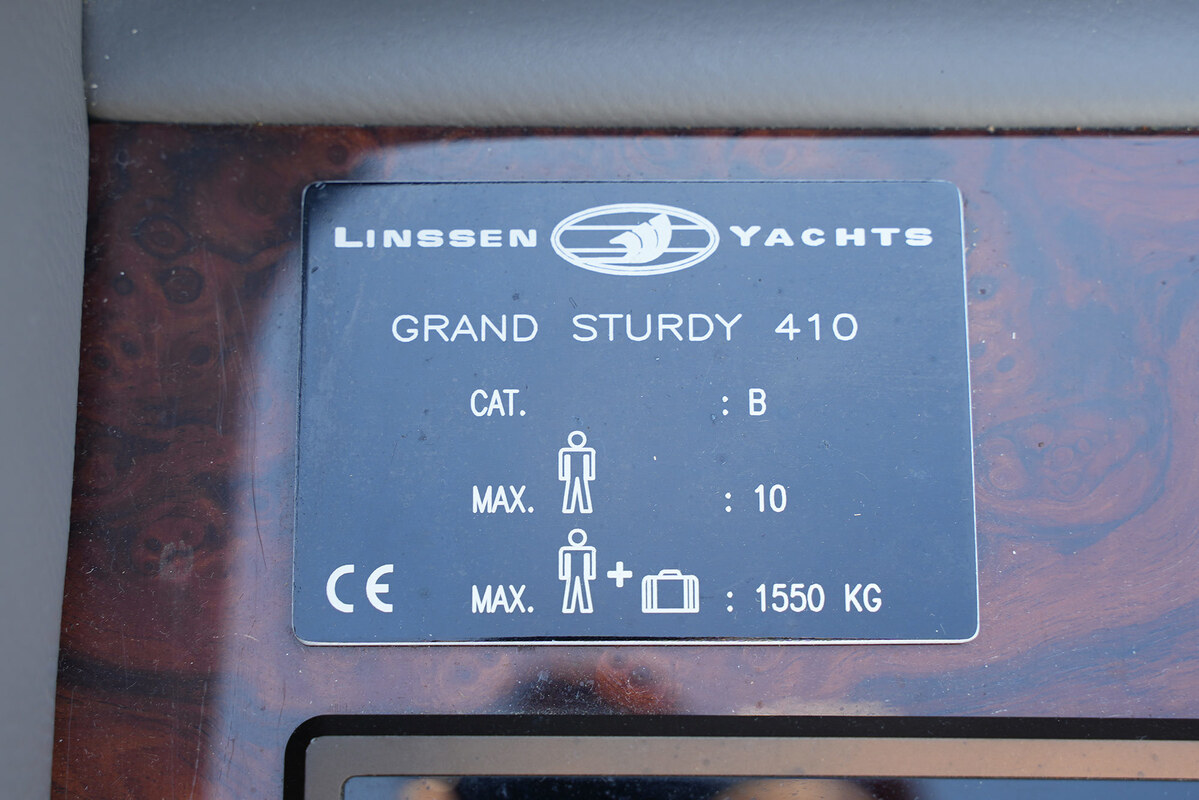 LINSSEN YACHTS
GRAND STURDY 410
CAT. : B
MAX. : 10
CE MAX. + : 1550 KG